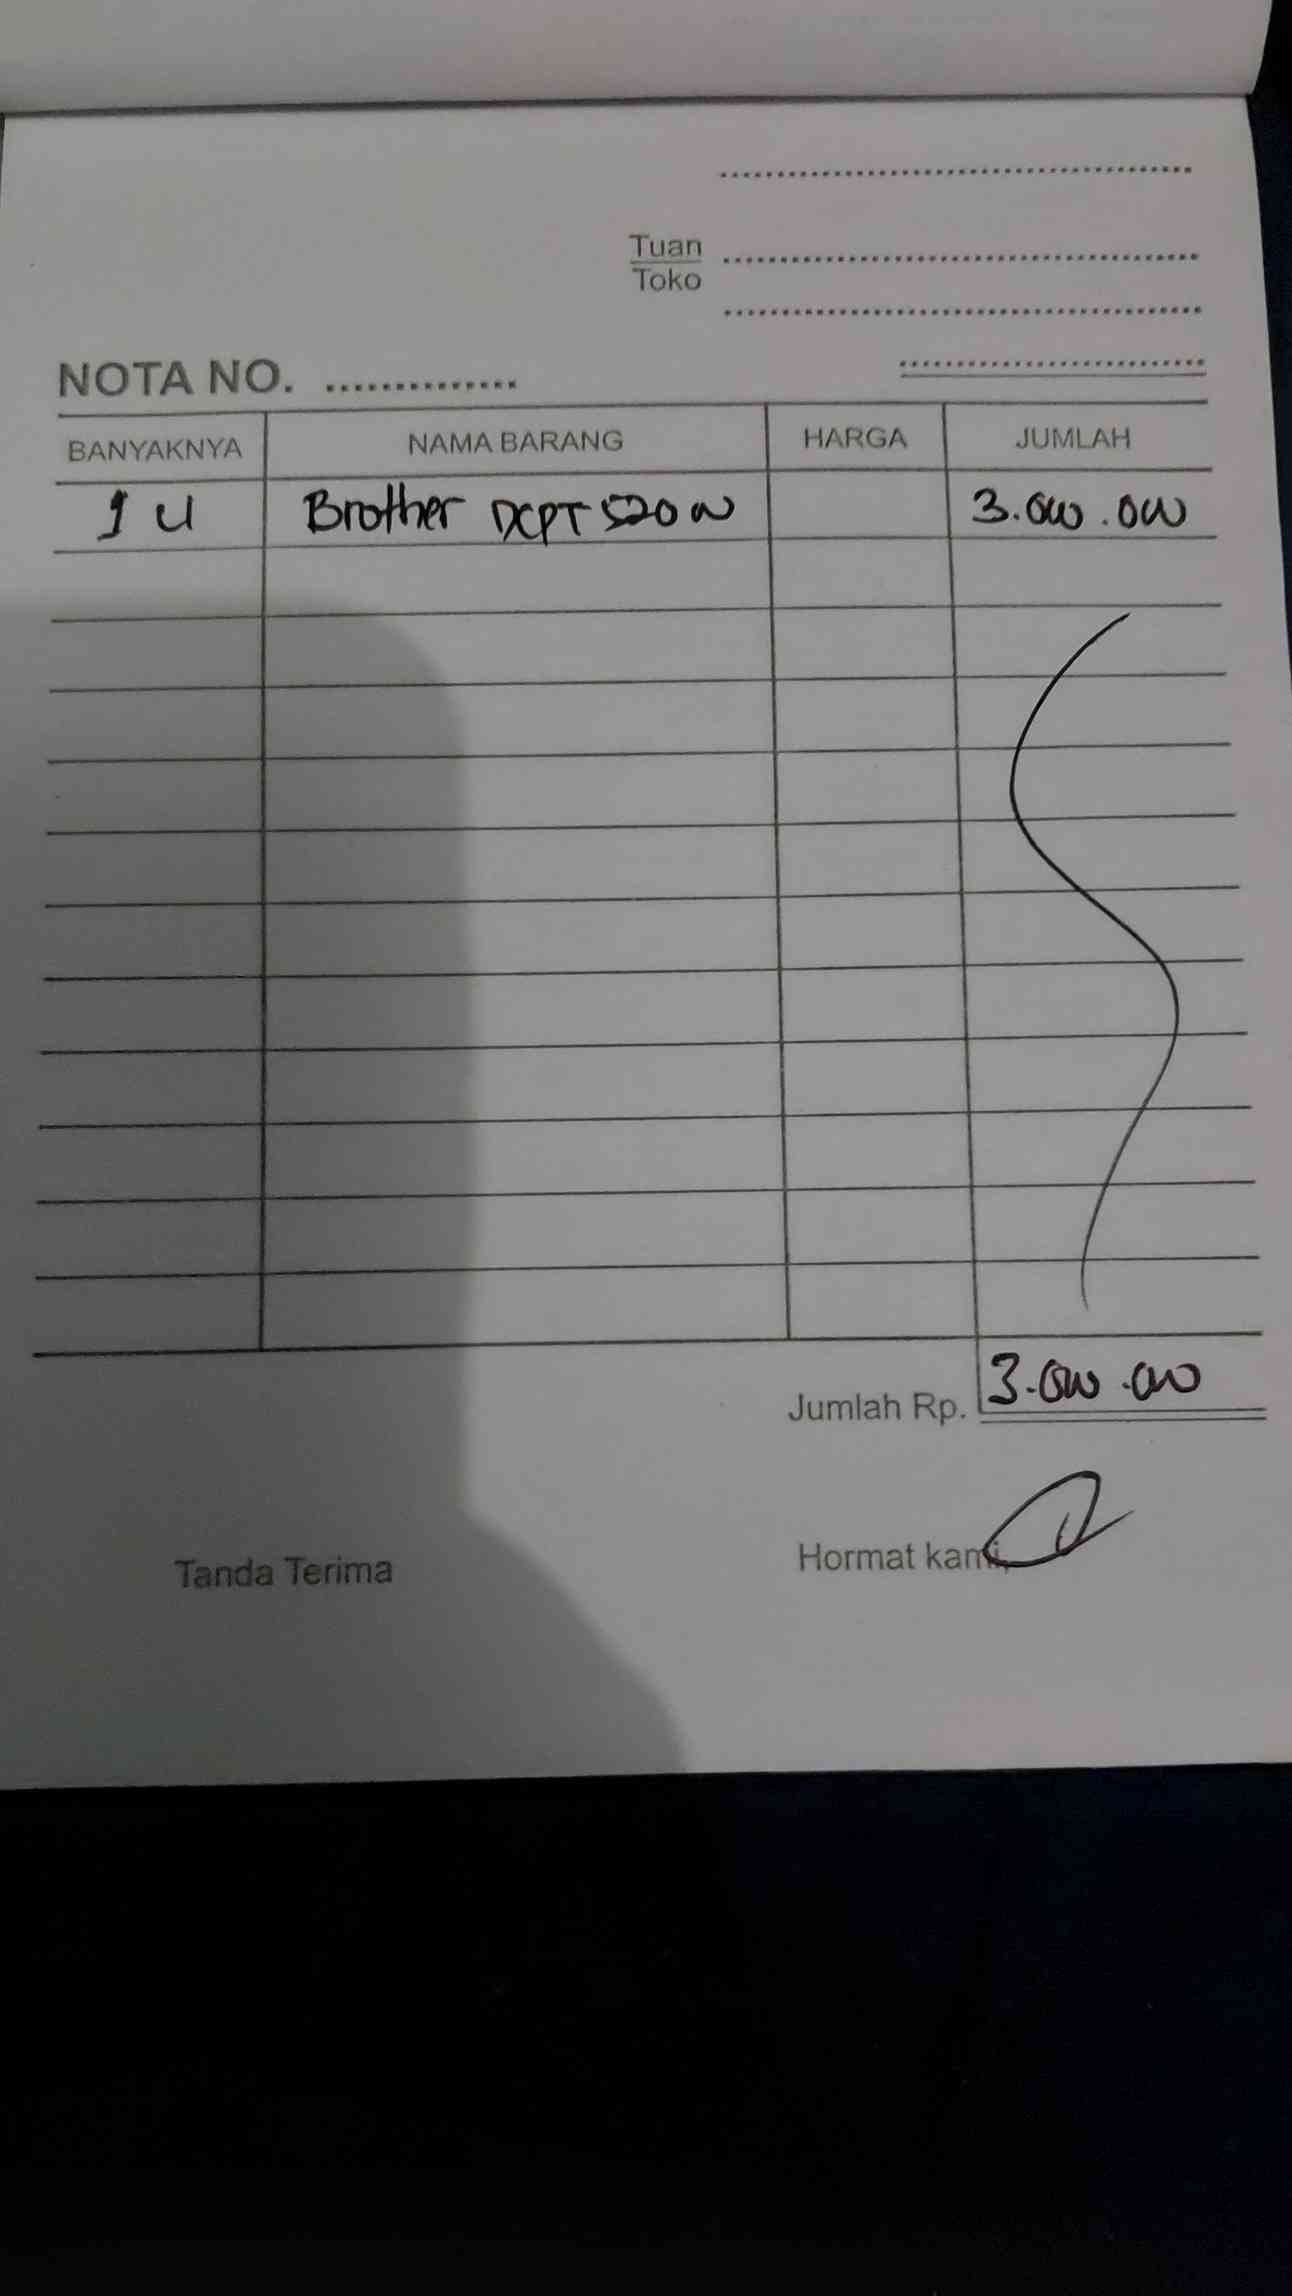 Tuan
Toko
NOTA NO. ..............
BANYAKNYA NAMA BARANG HARGA JUMLAH
1 U Brother DCPT 520 W 3.000.000
Jumlah Rp. 3.000.000
Tanda Terima Hormat kami,